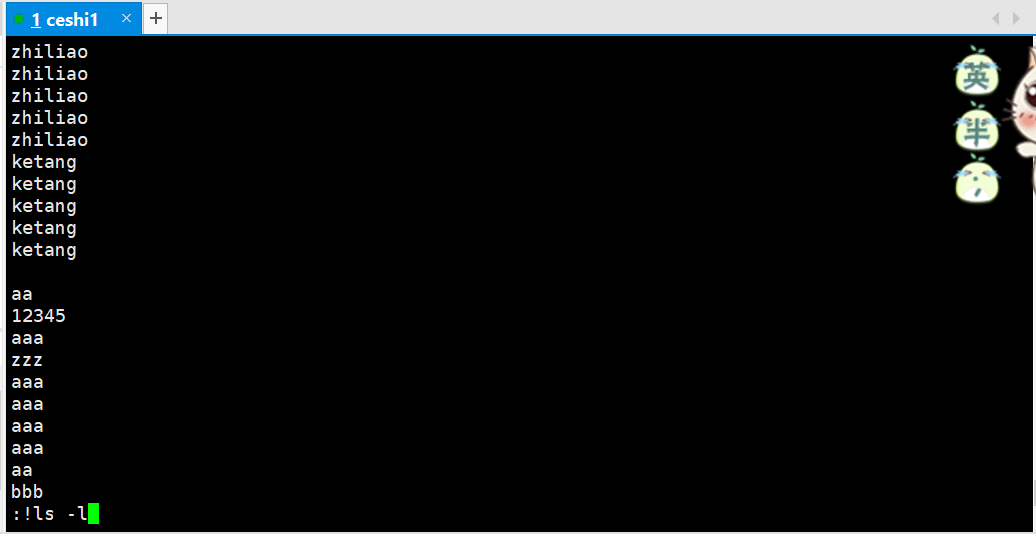 1 ceshi1 × +
zhiliao
zhiliao
zhiliao
zhiliao
zhiliao
ketang
ketang
ketang
ketang
ketang
aa
12345
aaa
zzz
aaa
aaa
aaa
aaa
aa
bbb
:!ls -l
英
半